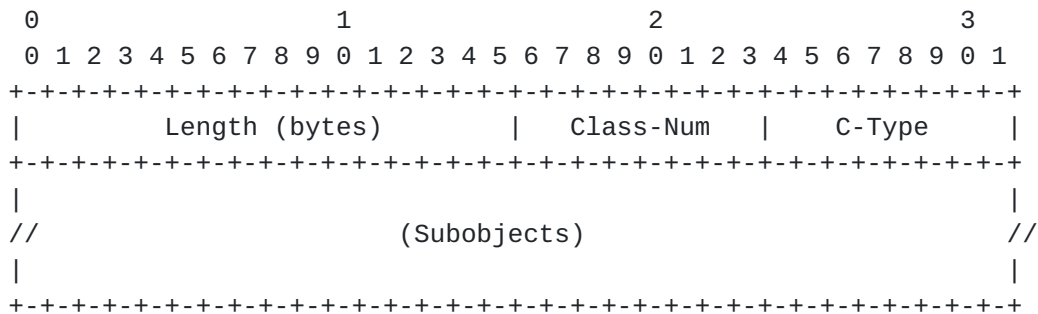 0                   1                   2                   3
 0 1 2 3 4 5 6 7 8 9 0 1 2 3 4 5 6 7 8 9 0 1 2 3 4 5 6 7 8 9 0 1
+-+-+-+-+-+-+-+-+-+-+-+-+-+-+-+-+-+-+-+-+-+-+-+-+-+-+-+-+-+-+-+-+
|         Length (bytes)        |   Class-Num   |    C-Type     |
+-+-+-+-+-+-+-+-+-+-+-+-+-+-+-+-+-+-+-+-+-+-+-+-+-+-+-+-+-+-+-+-+
|                                                               |
//                       (Subobjects)                           //
|                                                               |
+-+-+-+-+-+-+-+-+-+-+-+-+-+-+-+-+-+-+-+-+-+-+-+-+-+-+-+-+-+-+-+-+